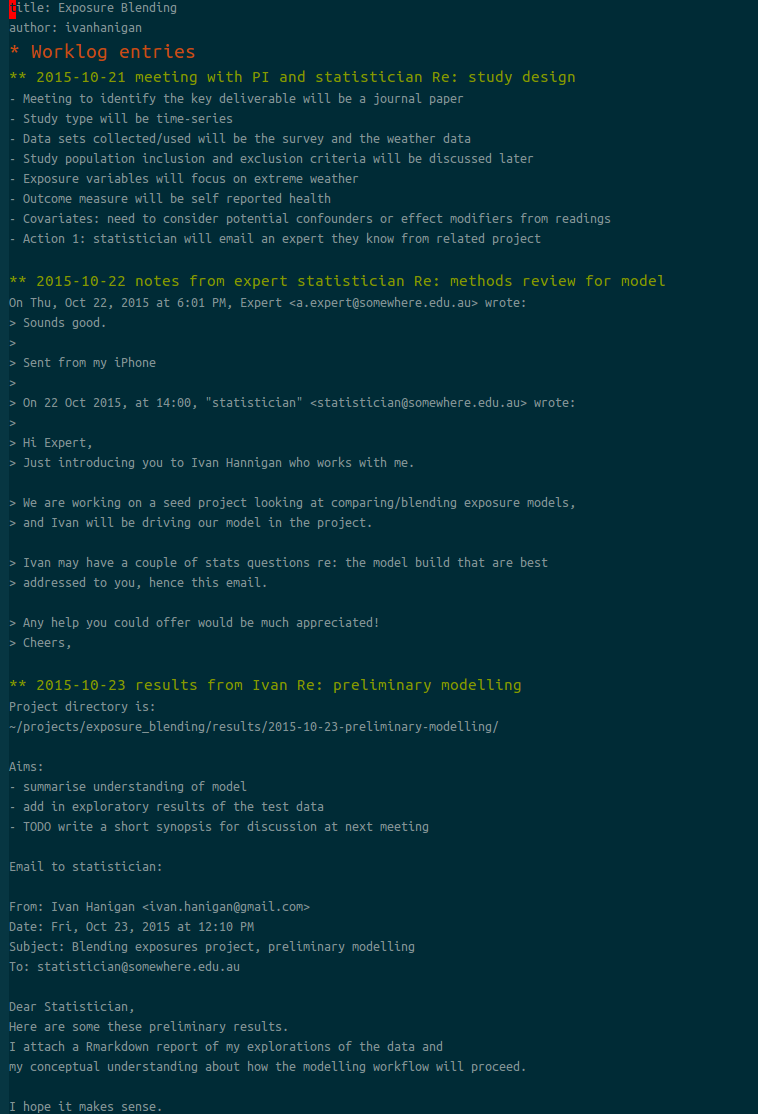 title: Exposure Blending
author: ivanhanigan
* Worklog entries
** 2015-10-21 meeting with PI and statistician Re: study design
- Meeting to identify the key deliverable will be a journal paper
- Study type will be time-series
- Data sets collected/used will be the survey and the weather data
- Study population inclusion and exclusion criteria will be discussed later
- Exposure variables will focus on extreme weather
- Outcome measure will be self reported health
- Covariates: need to consider potential confounders or effect modifiers from readings
- Action 1: statistician will email an expert they know from related project
** 2015-10-22 notes from expert statistician Re: methods review for model
On Thu, Oct 22, 2015 at 6:01 PM, Expert <a.expert@somewhere.edu.au> wrote:
> Sounds good.
>
> Sent from my iPhone
>
> On 22 Oct 2015, at 14:00, "statistician" <statistician@somewhere.edu.au> wrote:
>
> Hi Expert,
> Just introducing you to Ivan Hannigan who works with me.
> We are working on a seed project looking at comparing/blending exposure models,
> and Ivan will be driving our model in the project.
> Ivan may have a couple of stats questions re: the model build that are best
> addressed to you, hence this email.
> Any help you could offer would be much appreciated!
> Cheers,
** 2015-10-23 results from Ivan Re: preliminary modelling
Project directory is:
~/projects/exposure_blending/results/2015-10-23-preliminary-modelling/
Aims:
- summarise understanding of model
- add in exploratory results of the test data
- TODO write a short synopsis for discussion at next meeting
Email to statistician:
From: Ivan Hanigan <ivan.hanigan@gmail.com>
Date: Fri, Oct 23, 2015 at 12:10 PM
Subject: Blending exposures project, preliminary modelling
To: statistician@somewhere.edu.au
Dear Statistician,
Here are some these preliminary results.
I attach a Rmarkdown report of my explorations of the data and
my conceptual understanding about how the modelling workflow will proceed.
I hope it makes sense.